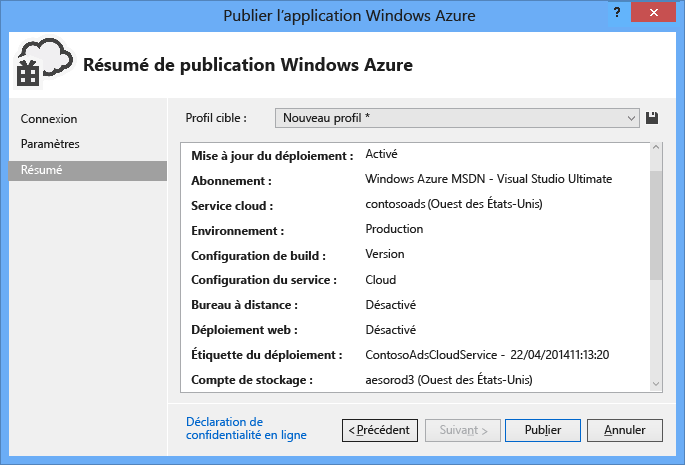 Publier l'application Windows Azure
?
Résumé de publication Windows Azure
Connexion
Paramètres
Résumé
Profil cible : Nouveau profil *
Mise à jour du déploiement : Activé
Abonnement : Windows Azure MSDN - Visual Studio Ultimate
Service cloud : contosoads (Ouest des États-Unis)
Environnement : Production
Configuration de build : Version
Configuration du service : Cloud
Bureau à distance : Désactivé
Déploiement web : Désactivé
Étiquette du déploiement : ContosoAdsCloudService - 22/04/201411:13:20
Compte de stockage : aesorod3 (Ouest des États-Unis)
Déclaration de
confidentialité en ligne
< Précédent Suivant > Publier Annuler